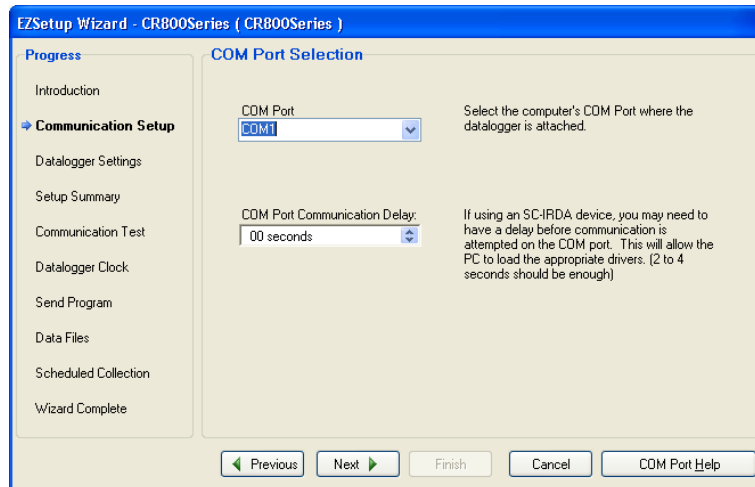 EZSetup Wizard - CR800Series ( CR800Series )
Progress
Introduction
Communication Setup
Datalogger Settings
Setup Summary
Communication Test
Datalogger Clock
Send Program
Data Files
Scheduled Collection
Wizard Complete
COM Port Selection
COM Port
COM1
Select the computer's COM Port where the
datalogger is attached.
COM Port Communication Delay:
00 seconds
If using an SC-IRDA device, you may need to
have a delay before communication is
attempted on the COM port. This will allow the
PC to load the appropriate drivers. (2 to 4
seconds should be enough)
Previous
Next
Finish
Cancel
COM Port Help